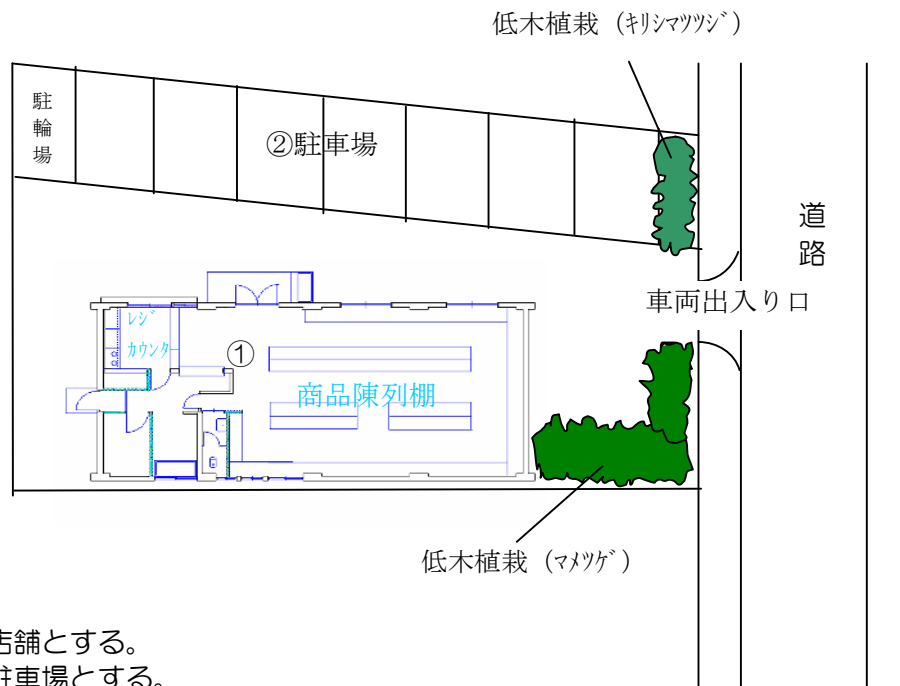 低木植栽（ｷﾘｼﾏﾂﾂｼﾞ）
駐輪場
②駐車場
道路
車両出入り口
ﾚｼﾞ
ｶｳﾝﾀｰ
①
商品陳列棚
低木植栽（ﾏﾒﾂｹﾞ）
店舗とする。
駐車場とする。